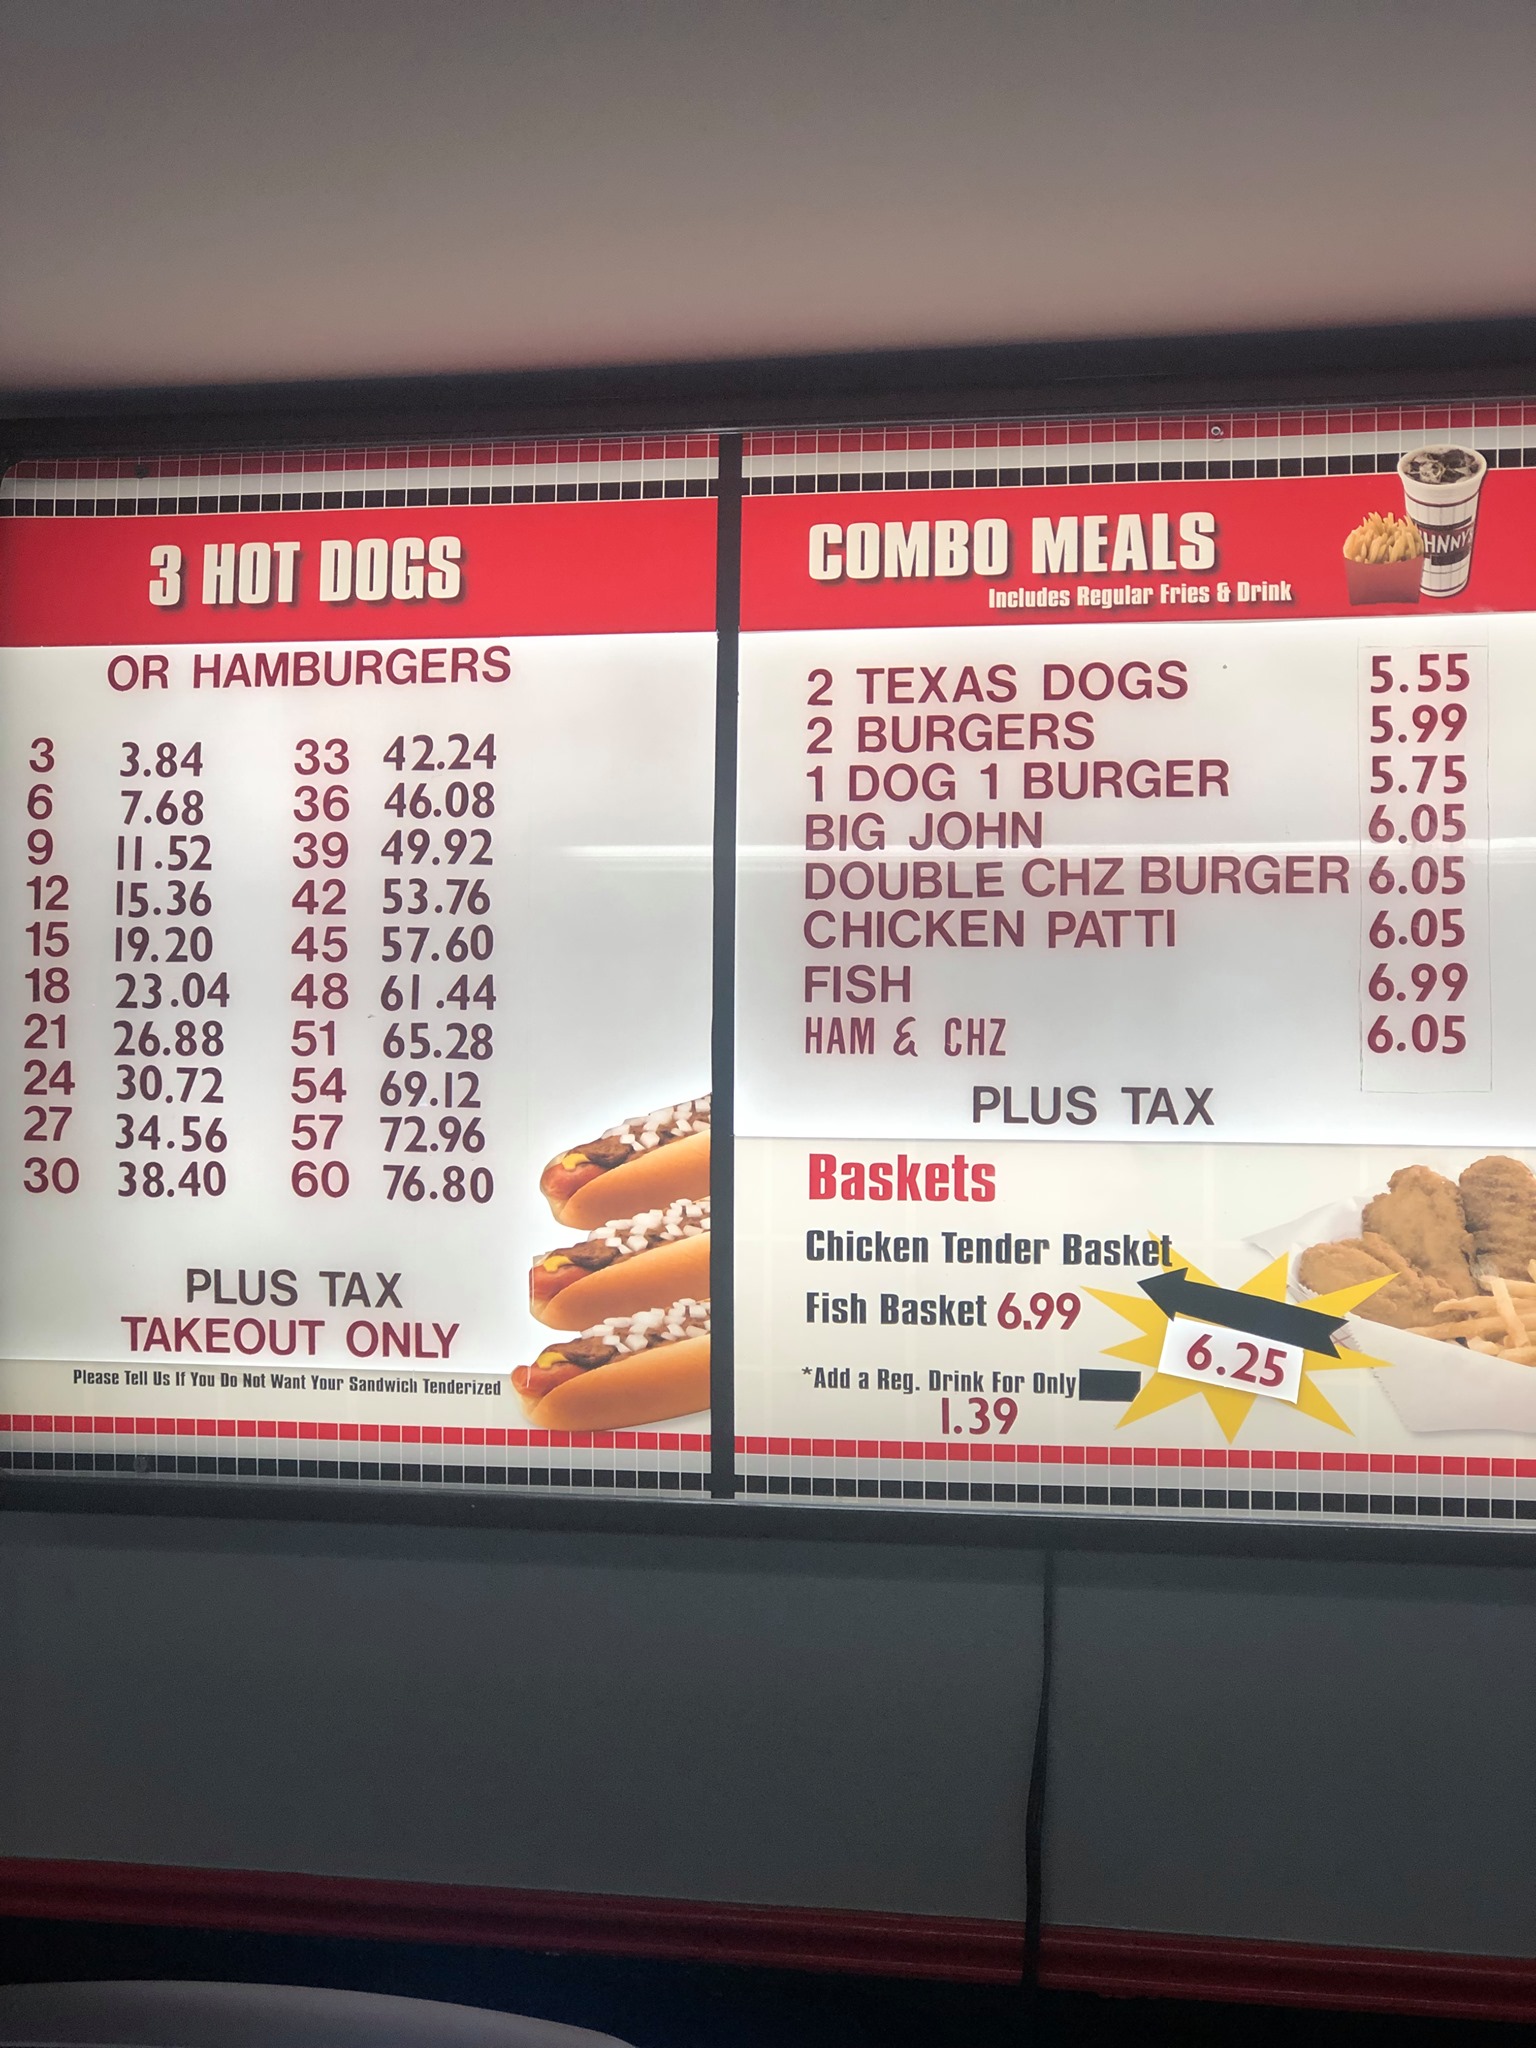 3 HOT DOGS
OR HAMBURGERS
3 3.84 33 42.24
6 7.68 36 46.08
9 11.52 39 49.92
12 15.36 42 53.76
15 19.20 45 57.60
18 23.04 48 61.44
21 26.88 51 65.28
24 30.72 54 69.12
27 34.56 57 72.96
30 38.40 60 76.80
PLUS TAX
TAKEOUT ONLY
Please Tell Us If You Do Not Want Your Sandwich Tenderized
COMBO MEALS
Includes Regular Fries & Drink
HNNY'S
2 TEXAS DOGS 5.55
2 BURGERS 5.99
1 DOG 1 BURGER 5.75
BIG JOHN 6.05
DOUBLE CHZ BURGER 6.05
CHICKEN PATTI 6.05
FISH 6.99
HAM & CHZ 6.05
PLUS TAX
Baskets
Chicken Tender Basket
6.25
Fish Basket 6.99
*Add a Reg. Drink For Only
1.39